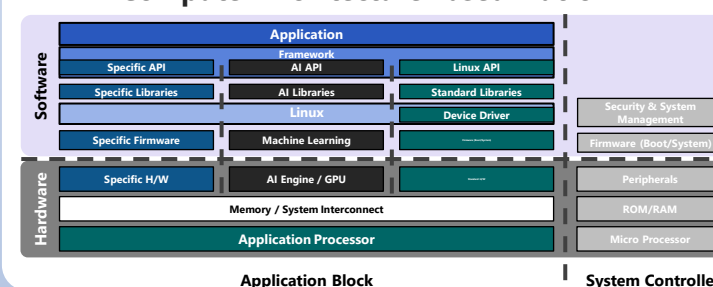 Application
Framework
Specific API
AI API
Linux API
Specific Libraries
AI Libraries
Standard Libraries
Linux
Device Driver
Specific Firmware
Machine Learning
Software
Security & System
Management
Firmware (Boot/System)
Hardware
Specific H/W
AI Engine / GPU
Memory / System Interconnect
Application Processor
Peripherals
ROM/RAM
Micro Processor
Application Block
System Controlle